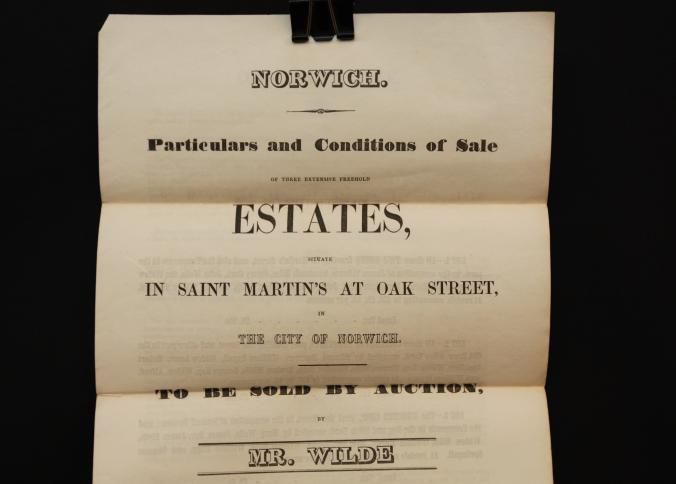 NORWICH.
Particulars and Conditions of Sale
OF THREE EXTENSIVE FREEHOLD
ESTATES,
SITUATE
IN SAINT MARTIN'S AT OAK STREET,
IN
THE CITY OF NORWICH.
TO BE SOLD BY AUCTION,
BY
MR. WILDE